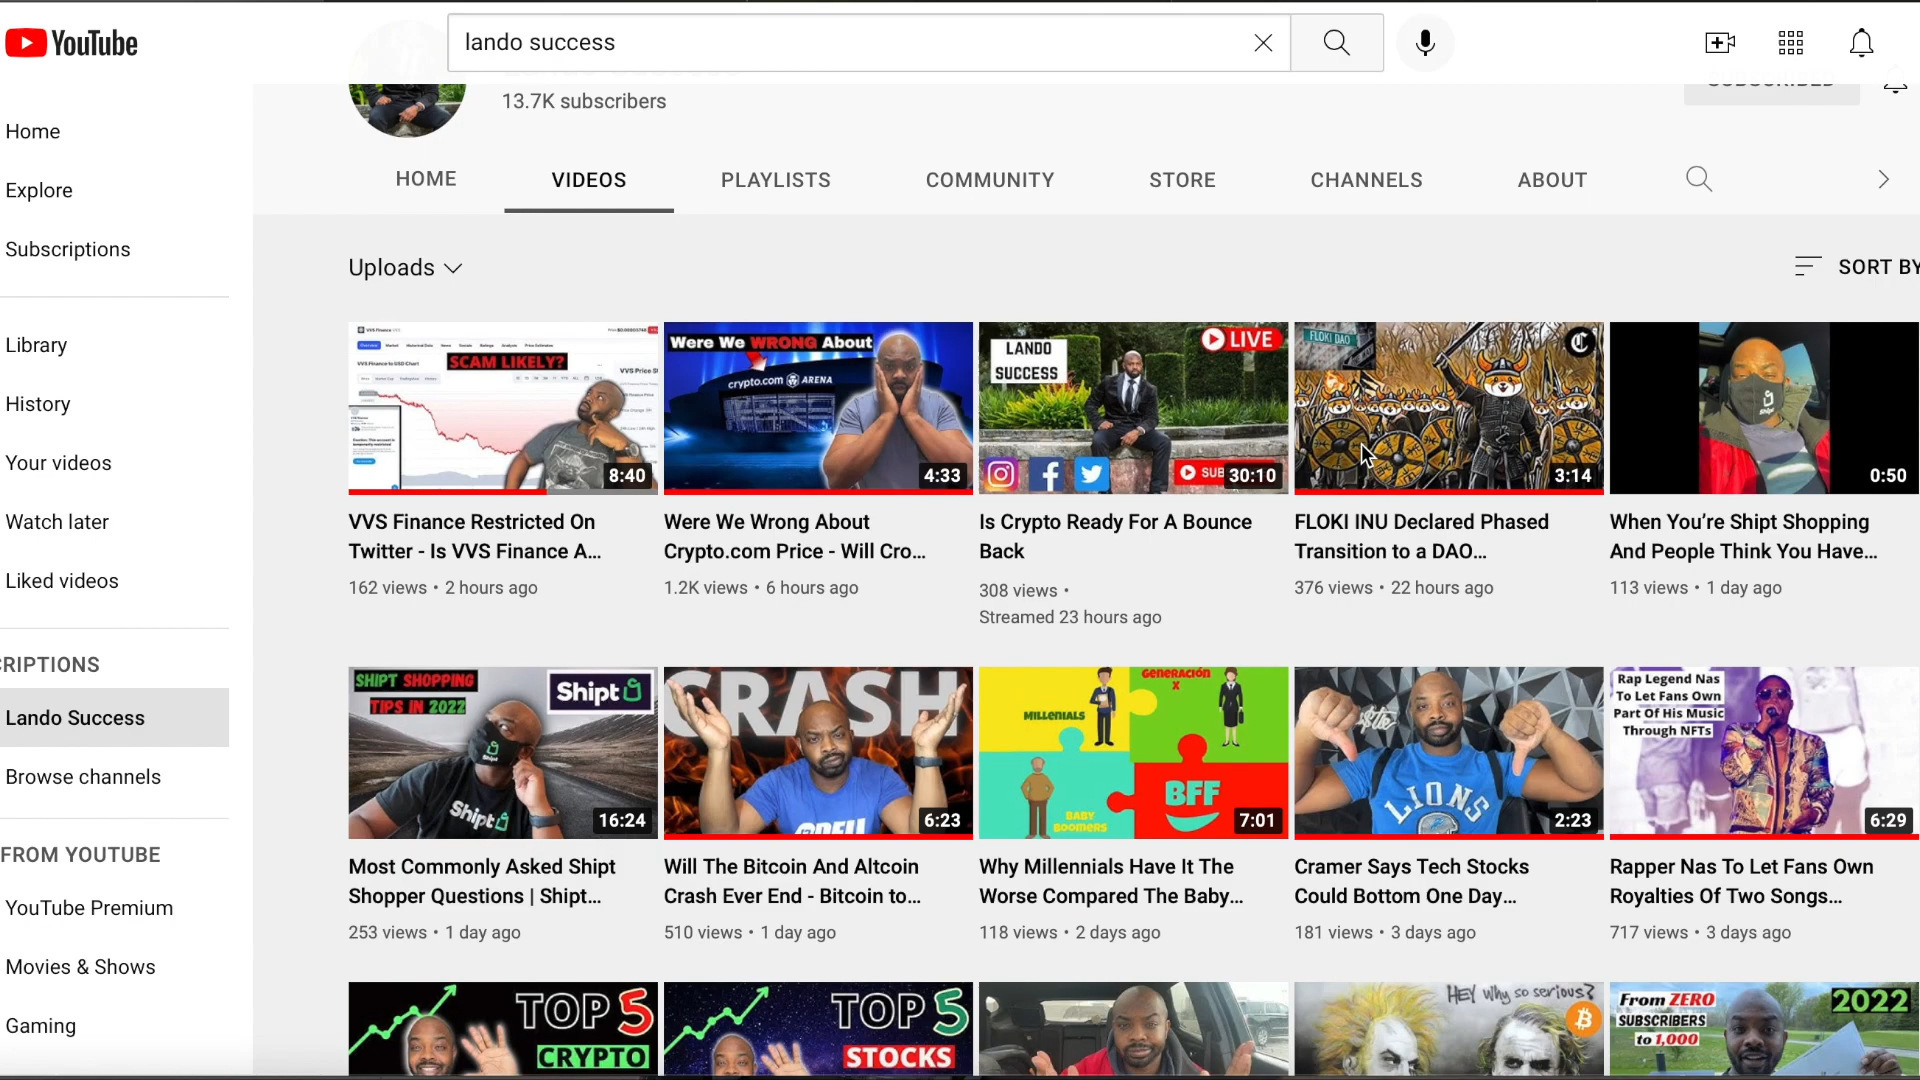 YouTube
lando success
13.7K subscribers
Home
Explore
Subscriptions
Library
History
Your videos
Watch later
Liked videos
CRIPTIONS
Lando Success
Browse channels
FROM YOUTUBE
YouTube Premium
Movies & Shows
Gaming
HOME VIDEOS PLAYLISTS COMMUNITY STORE CHANNELS ABOUT
Uploads
SORT BY
SCAM LIKELY?
8:40
VVS Finance Restricted On
Twitter - Is VVS Finance A...
162 views • 2 hours ago
Were We WRONG About
crypto.com ARENA
4:33
Were We Wrong About
Crypto.com Price - Will Cro...
1.2K views • 6 hours ago
LIVE
LANDO
SUCCESS
SUB
30:10
Is Crypto Ready For A Bounce
Back
308 views •
Streamed 23 hours ago
FLOKI DAO
3:14
FLOKI INU Declared Phased
Transition to a DAO...
376 views • 22 hours ago
Shipt
0:50
When You’re Shipt Shopping
And People Think You Have...
113 views • 1 day ago
SHIPT SHOPPING
TIPS IN 2022
Shipt
Shipt
Shipt
16:24
Most Commonly Asked Shipt
Shopper Questions | Shipt...
253 views • 1 day ago
CRASH
6:23
Will The Bitcoin And Altcoin
Crash Ever End - Bitcoin to...
510 views • 1 day ago
Generación
X
MILLENIALS
BFF
BABY
BOOMERS
7:01
Why Millennials Have It The
Worse Compared The Baby...
118 views • 2 days ago
LIONS
2:23
Cramer Says Tech Stocks
Could Bottom One Day...
181 views • 3 days ago
Rap Legend Nas
To Let Fans Own
Part Of His Music
Through NFTs
6:29
Rapper Nas To Let Fans Own
Royalties Of Two Songs...
717 views • 3 days ago
TOP 5
CRYPTO
TOP 5
STOCKS
HEY why so serious?
From ZERO
SUBSCRIBERS
to 1,000
2022